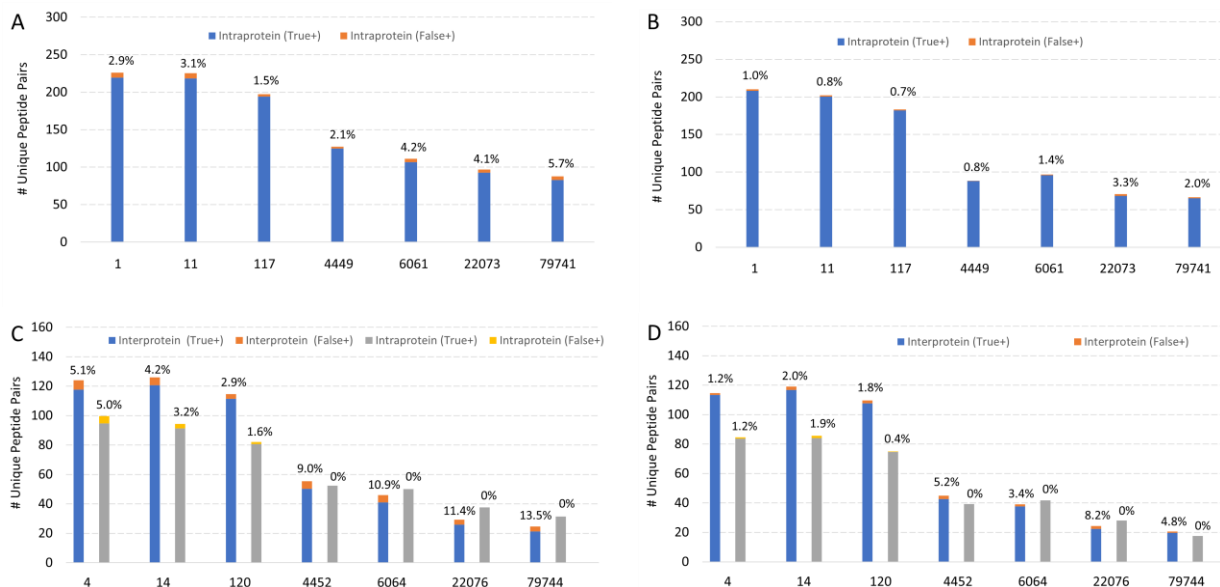 A
Intraprotein (True+) Intraprotein (False+)
# Unique Peptide Pairs
300
250
200
150
100
50
0
2.9% 3.1% 1.5% 2.1% 4.2% 4.1% 5.7%
1 11 117 4449 6061 22073 79741
B
Intraprotein (True+) Intraprotein (False+)
# Unique Peptide Pairs
300
250
200
150
100
50
0
1.0% 0.8% 0.7% 0.8% 1.4% 3.3% 2.0%
1 11 117 4449 6061 22073 79741
C
Interprotein (True+) Interprotein (False+) Intraprotein (True+) Intraprotein (False+)
# Unique Peptide Pairs
160
140
120
100
80
60
40
20
0
5.1% 5.0% 4.2% 3.2% 2.9% 1.6% 9.0% 0% 10.9% 0% 11.4% 0% 13.5% 0%
4 14 120 4452 6064 22076 79744
D
Interprotein (True+) Interprotein (False+)
# Unique Peptide Pairs
160
140
120
100
80
60
40
20
0
1.2% 1.2% 2.0% 1.9% 1.8% 0.4% 5.2% 0% 3.4% 0% 8.2% 0% 4.8% 0%
4 14 120 4452 6064 22076 79744